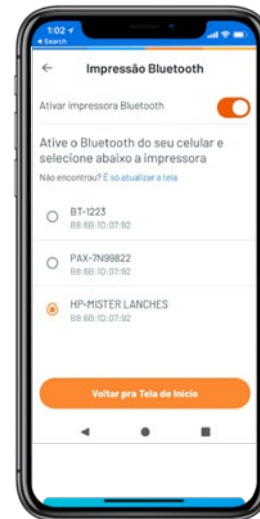 1:02
Search
Impressão Bluetooth
Ativar impressora Bluetooth
Ative o Bluetooth do seu celular e
selecione abaixo a impressora
Não encontrou? É só atualizar a tela
BT-1223
B8:6B:1D:07:92
PAX-7N99822
B8:6B:1D:07:92
HP-MISTER LANCHES
B8:6B:1D:07:92
Voltar pra Tela de Início